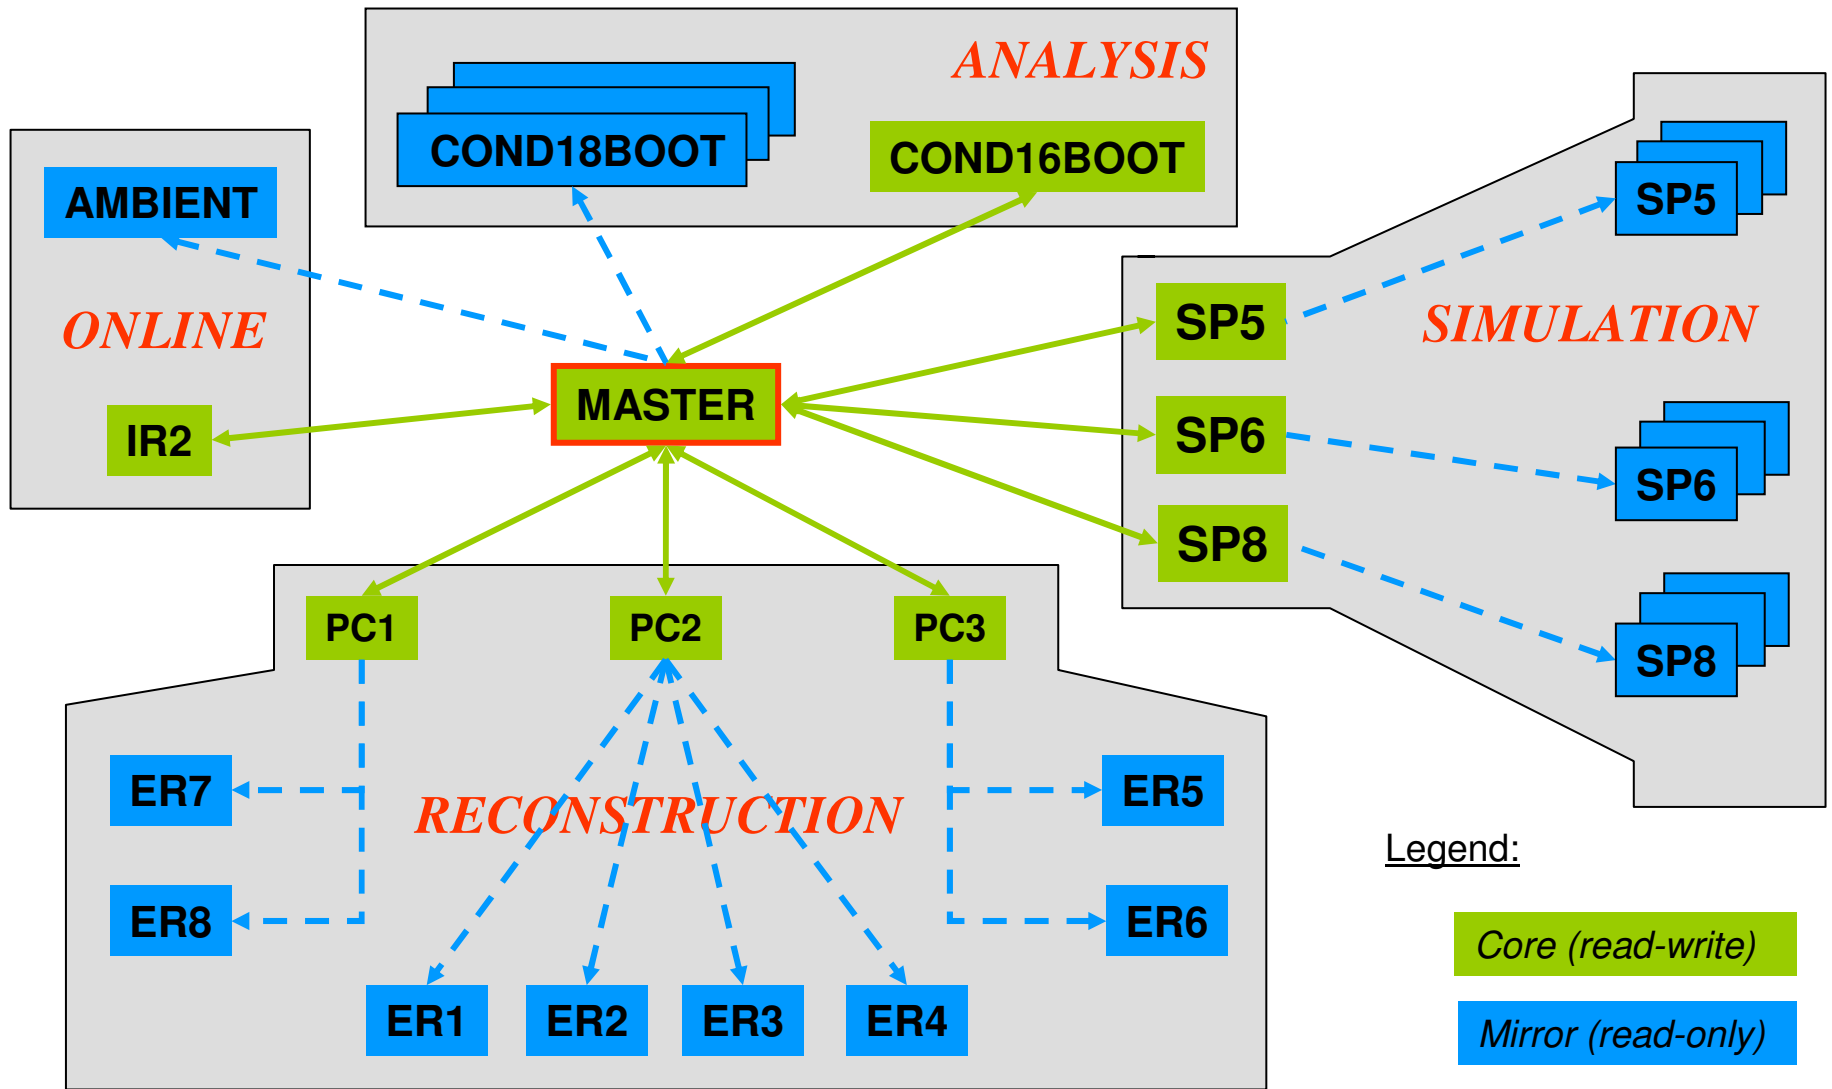 ANALYSIS
COND18BOOT
COND16BOOT
AMBIENT
ONLINE
IR2
MASTER
SP5
SP6
SP8
SIMULATION
SP5
SP6
SP8
PC1
PC2
PC3
RECONSTRUCTION
ER7
ER8
ER5
ER6
ER1
ER2
ER3
ER4
Legend:
Core (read-write)
Mirror (read-only)